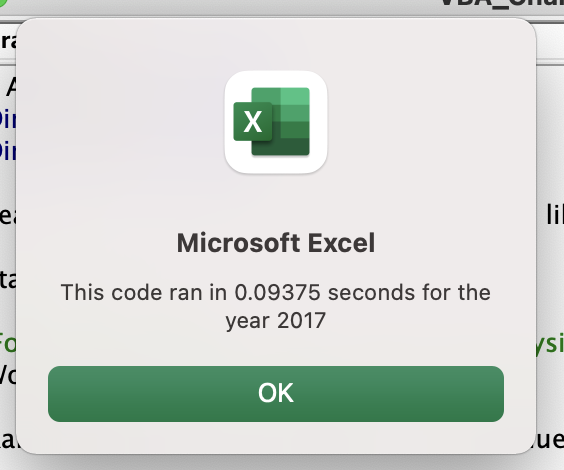 Microsoft Excel
This code ran in 0.09375 seconds for the
year 2017
OK